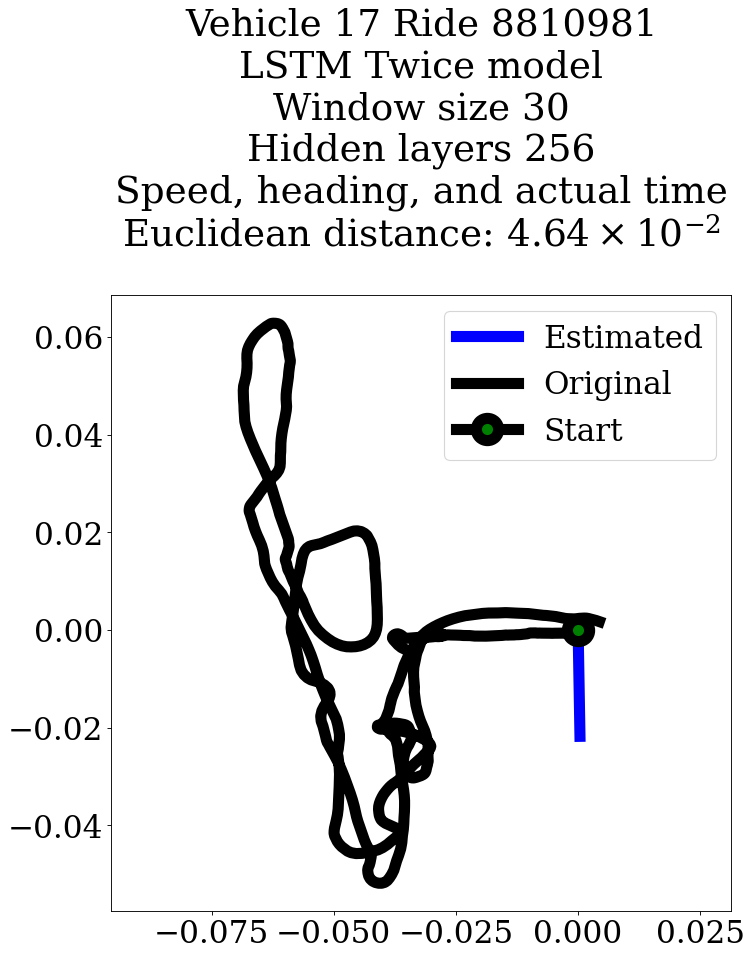 Vehicle 17 Ride 8810981
LSTM Twice model
Window size 30
Hidden layers 256
Speed, heading, and actual time
Euclidean distance: 4.64 × 10⁻²
Estimated
Original
Start
0.06
0.04
0.02
0.00
−0.02
−0.04
−0.075 −0.050 −0.025 0.000 0.025